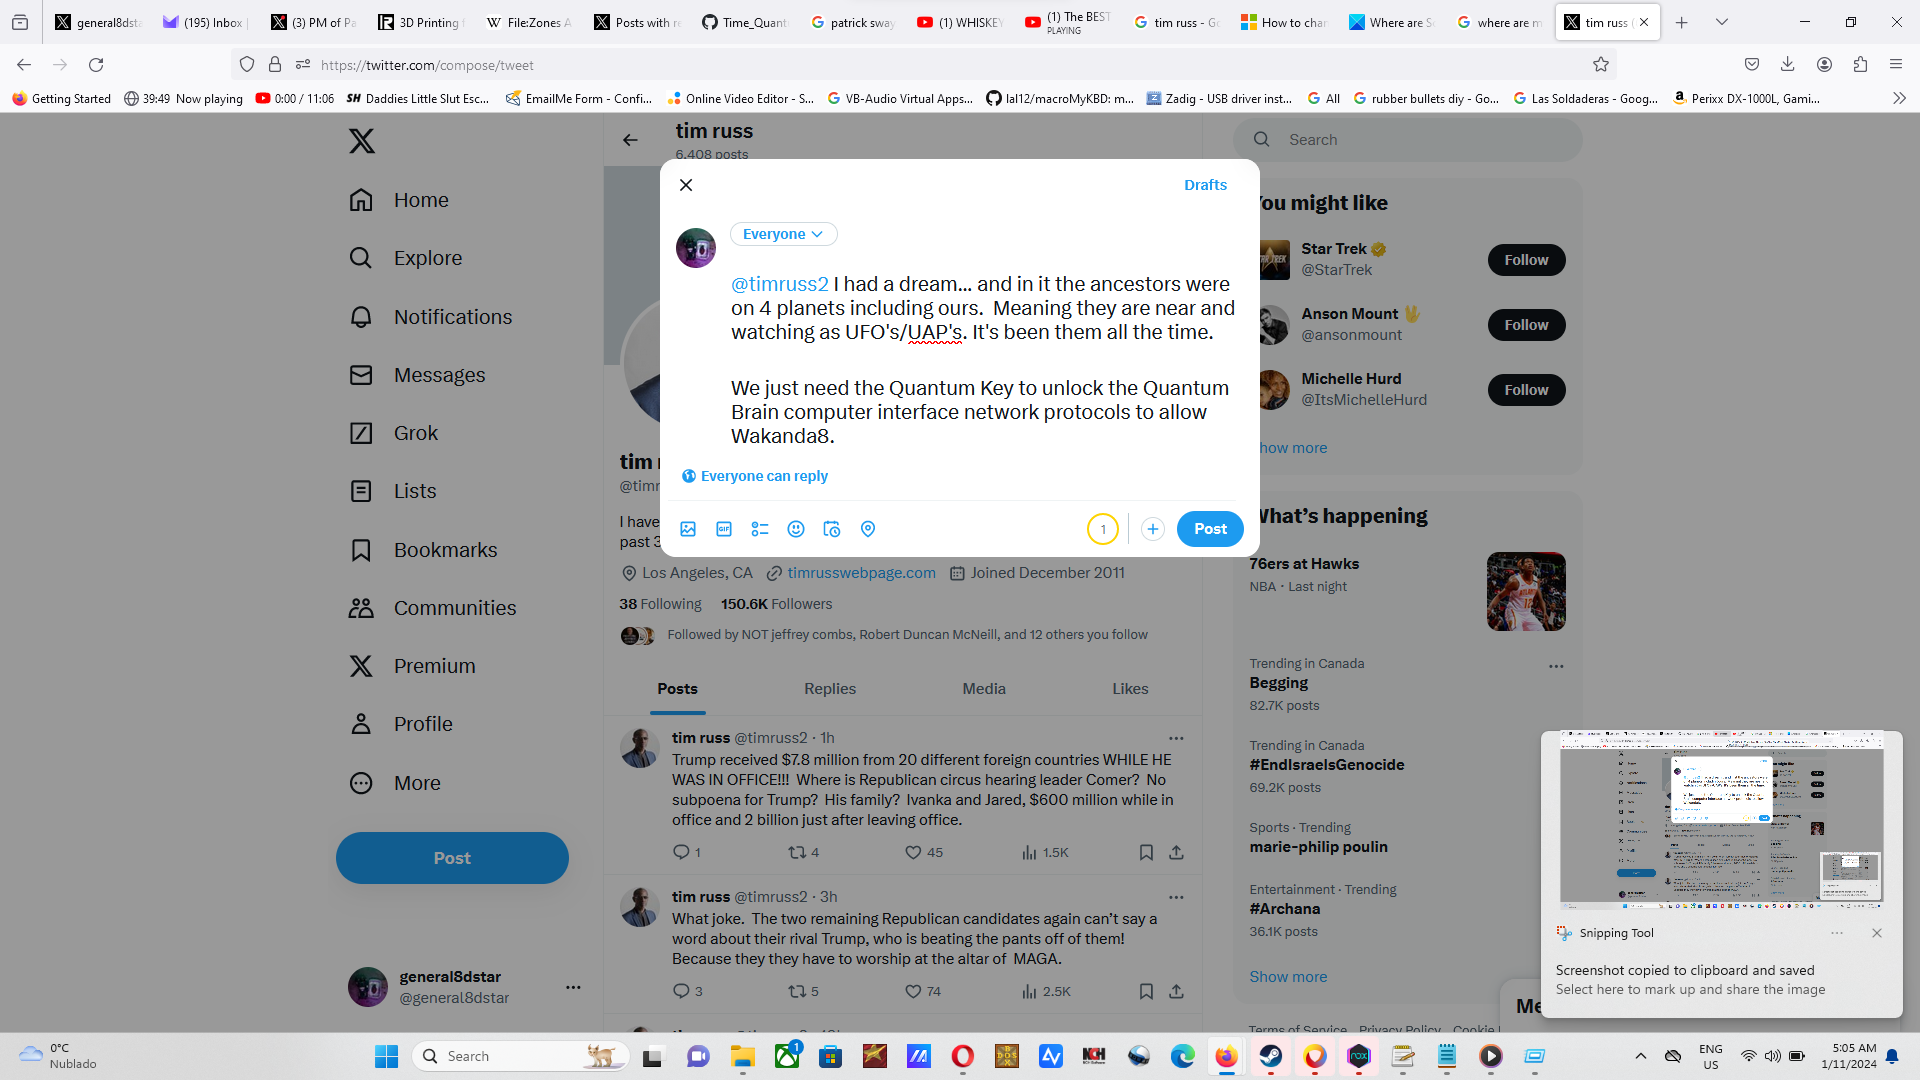 general8dsta
(195) Inbox
(3) PM of Pa
3D Printing f
File:Zones A
Posts with re
Time_Quant
patrick sway
(1) WHISKEY
(1) The BEST
PLAYING
tim russ - Go
How to chan
Where are Sc
where are m
tim russ (
https://twitter.com/compose/tweet
Getting Started
39:49 Now playing
0:00 / 11:06
SH Daddies Little Slut Esc...
EmailMe Form - Confi...
Online Video Editor - S...
VB-Audio Virtual Apps...
lal12/macroMyKBD: m...
Zadig - USB driver inst...
All
rubber bullets diy - Go...
Las Soldaderas - Goog...
Perixx DX-1000L, Gami...
Home
Explore
Notifications
Messages
Grok
Lists
Bookmarks
Communities
Premium
Profile
More
Post
general8dstar
@general8dstar
tim russ
6,408 posts
Drafts
Everyone
@timruss2 I had a dream... and in it the ancestors were
on 4 planets including ours.  Meaning they are near and
watching as UFO's/UAP's. It's been them all the time.
We just need the Quantum Key to unlock the Quantum
Brain computer interface network protocols to allow
Wakanda8.
Everyone can reply
GIF
1
Post
tim
@timr
I have
past 3
Los Angeles, CA
timrusswebpage.com
Joined December 2011
38 Following
150.6K Followers
Followed by NOT jeffrey combs, Robert Duncan McNeill, and 12 others you follow
Posts
Replies
Media
Likes
tim russ @timruss2 · 1h
Trump received $7.8 million from 20 different foreign countries WHILE HE
WAS IN OFFICE!!!  Where is Republican circus hearing leader Comer?  No
subpoena for Trump?  His family?  Ivanka and Jared, $600 million while in
office and 2 billion just after leaving office.
1
4
45
1.5K
tim russ @timruss2 · 3h
What joke.  The two remaining Republican candidates again can’t say a
word about their rival Trump, who is beating the pants off of them!
Because they they have to worship at the altar of  MAGA.
3
5
74
2.5K
Search
You might like
Star Trek
@StarTrek
Follow
Anson Mount
@ansonmount
Follow
Michelle Hurd
@ItsMichelleHurd
Follow
how more
What’s happening
76ers at Hawks
NBA · Last night
Trending in Canada
Begging
82.7K posts
Trending in Canada
#EndIsraelsGenocide
69.2K posts
Sports · Trending
marie-philip poulin
Entertainment · Trending
#Archana
36.1K posts
Show more
Terms of Service  Privacy Policy  Cookie
Me
Snipping Tool
Screenshot copied to clipboard and saved
Select here to mark up and share the image
0°C
Nublado
Search
1
NCH
ENG
US
5:05 AM
1/11/2024